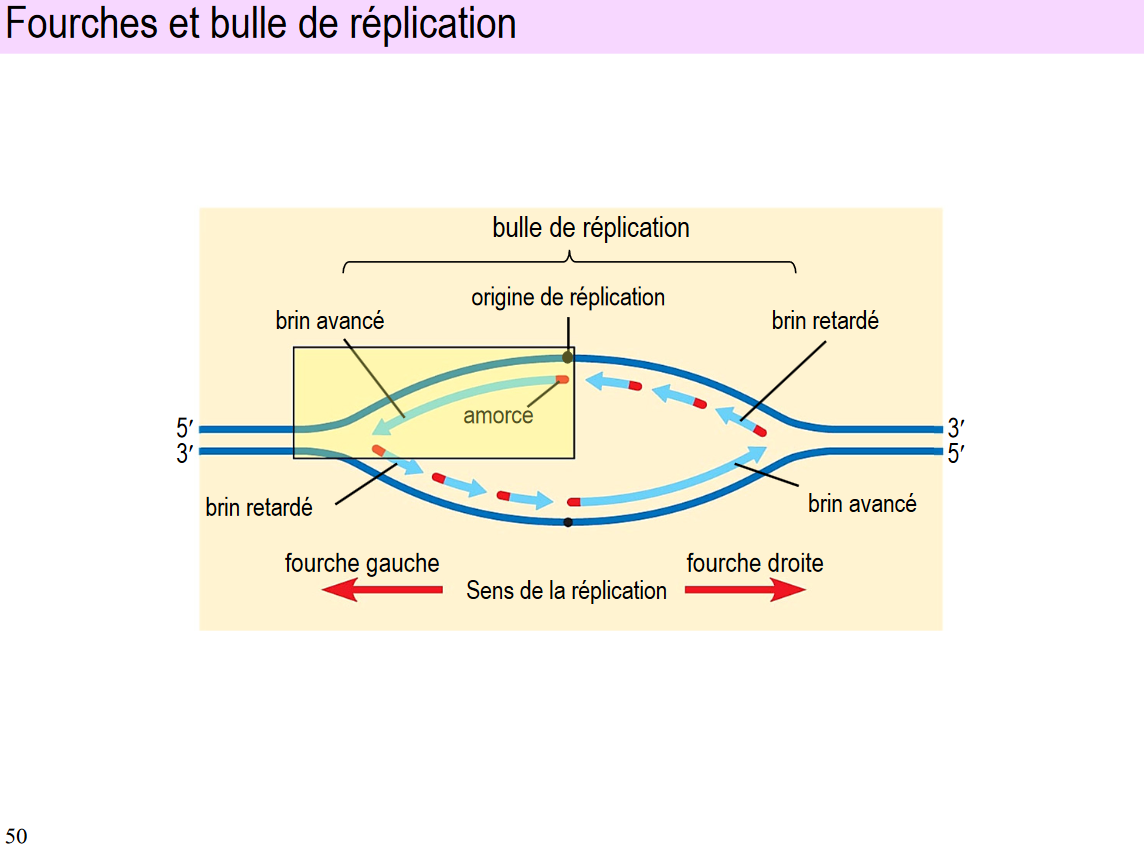 Fourches et bulle de réplication
bulle de réplication
origine de réplication
brin avancé
brin retardé
amorce
5′
3′
3′
5′
brin retardé
brin avancé
fourche gauche
fourche droite
Sens de la réplication
50